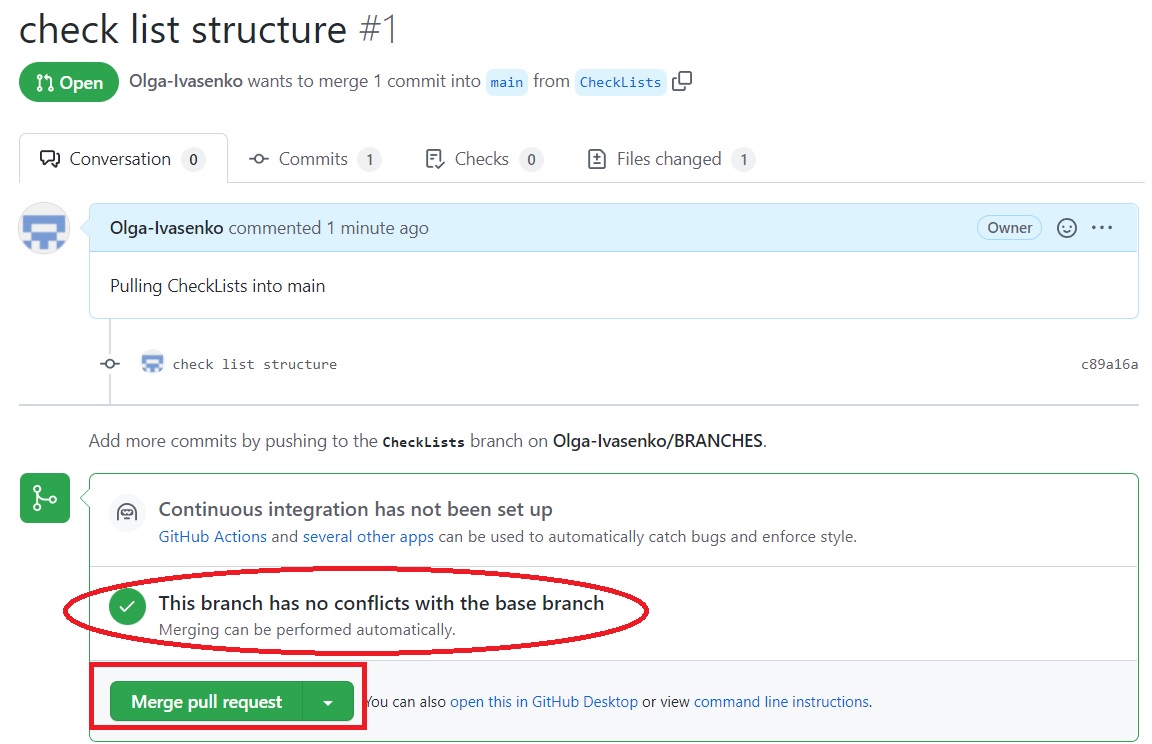 check list structure #1
Open Olga-Ivasenko wants to merge 1 commit into main from CheckLists
Conversation 0 Commits 1 Checks 0 Files changed 1
Olga-Ivasenko commented 1 minute ago Owner
Pulling CheckLists into main
check list structure c89a16a
Add more commits by pushing to the CheckLists branch on Olga-Ivasenko/BRANCHES.
Continuous integration has not been set up
GitHub Actions and several other apps can be used to automatically catch bugs and enforce style.
This branch has no conflicts with the base branch
Merging can be performed automatically.
Merge pull request You can also open this in GitHub Desktop or view command line instructions.